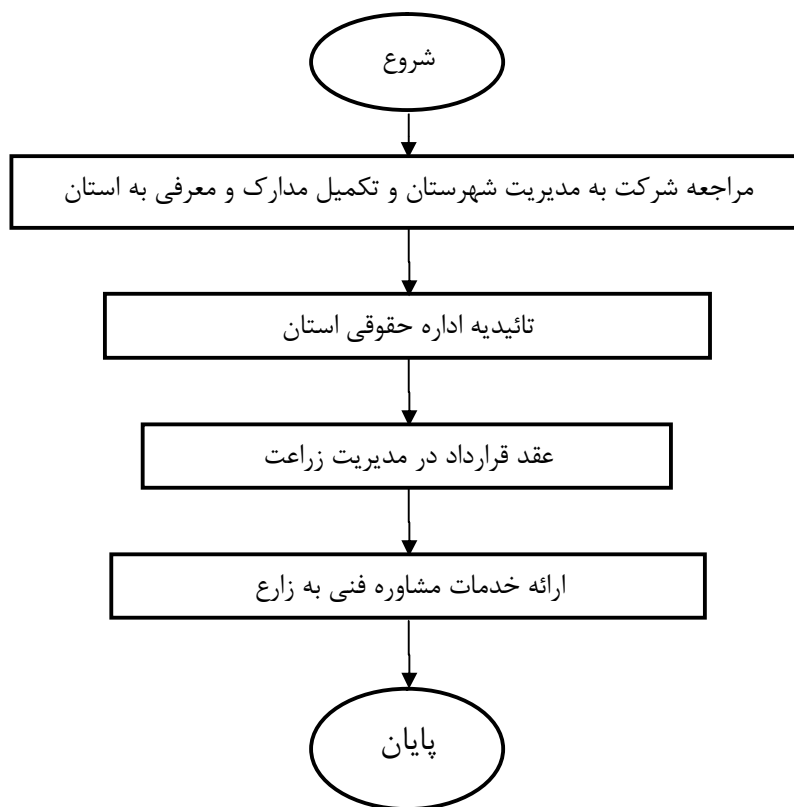 شروع
مراجعه شرکت به مدیریت شهرستان و تکمیل مدارک و معرفی به استان
تائیدیه اداره حقوقی استان
عقد قرارداد در مدیریت زراعت
ارائه خدمات مشاوره فنی به زارع
پایان